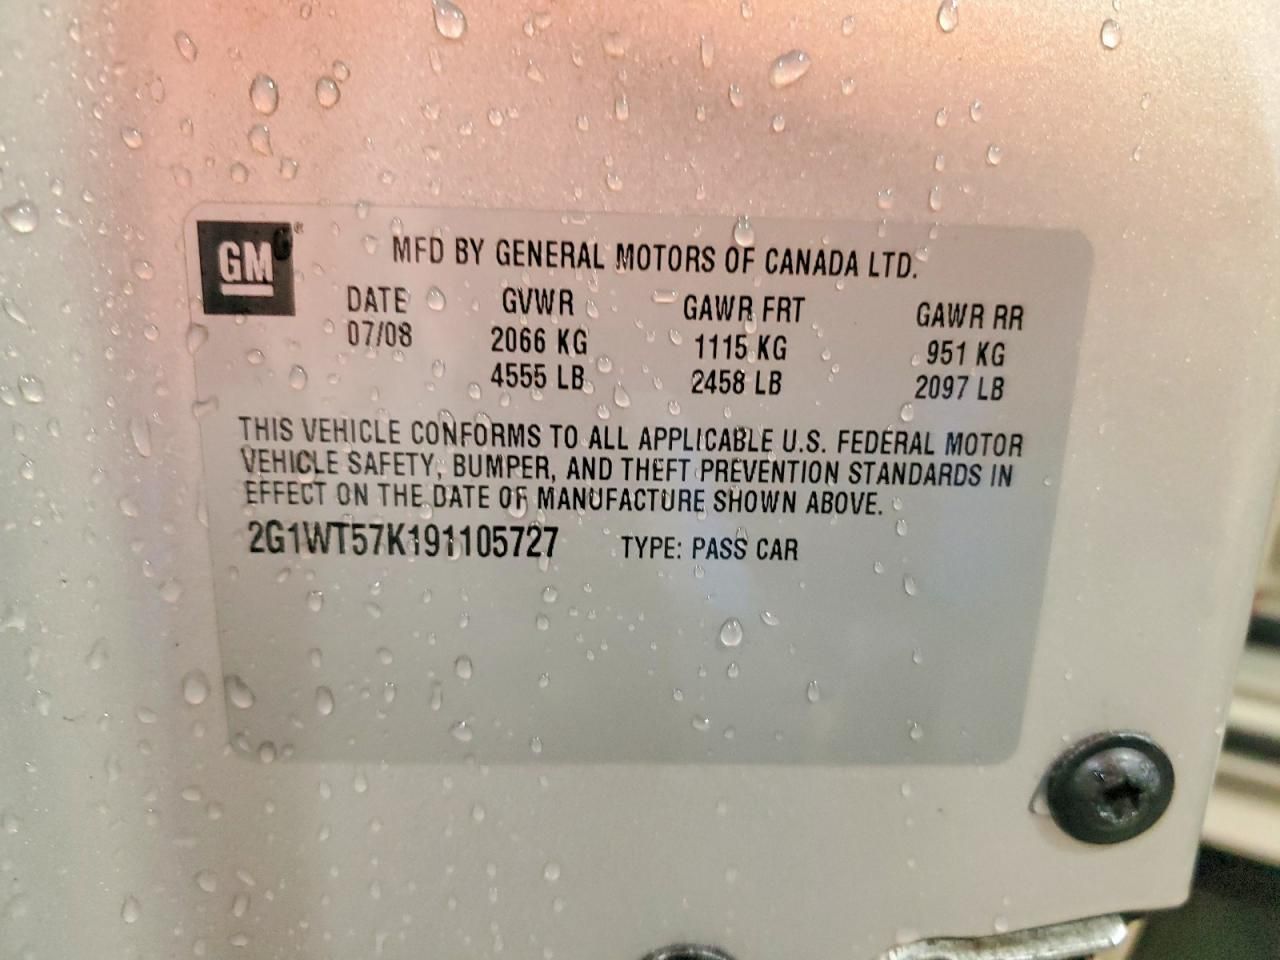 GM®
MFD BY GENERAL MOTORS OF CANADA LTD.
DATE GVWR GAWR FRT GAWR RR
07/08 2066 KG 1115 KG 951 KG
4555 LB 2458 LB 2097 LB
THIS VEHICLE CONFORMS TO ALL APPLICABLE U.S. FEDERAL MOTOR
VEHICLE SAFETY, BUMPER, AND THEFT PREVENTION STANDARDS IN
EFFECT ON THE DATE OF MANUFACTURE SHOWN ABOVE.
2G1WT57K191105727 TYPE: PASS CAR